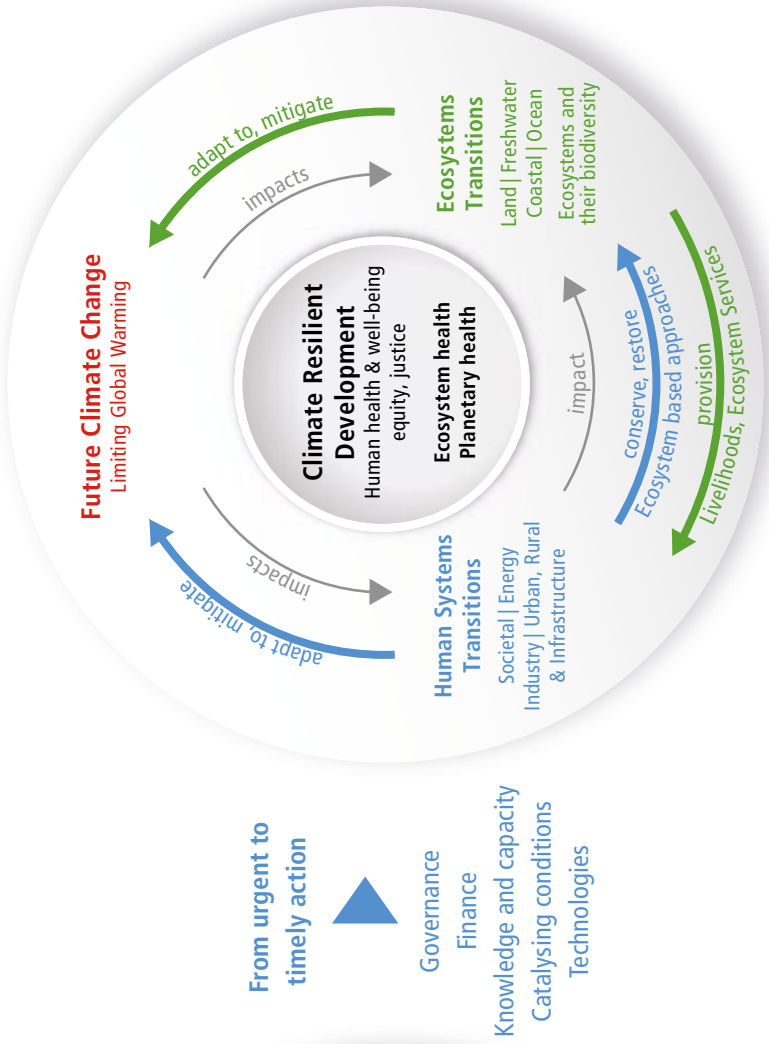 From urgent to
timely action
Governance
Finance
Knowledge and capacity
Catalysing conditions
Technologies
Future Climate Change
Limiting Global Warming
adapt to, mitigate
impacts
adapt to, mitigate
impacts
Climate Resilient
Development
Human health & well-being
equity, justice
Ecosystem health
Planetary health
Human Systems
Transitions
Societal | Energy
Industry | Urban, Rural
& Infrastructure
Ecosystems
Transitions
Land | Freshwater
Coastal | Ocean
Ecosystems and
their biodiversity
impact
conserve, restore
Ecosystem based approaches
provision
Livelihoods, Ecosystem Services